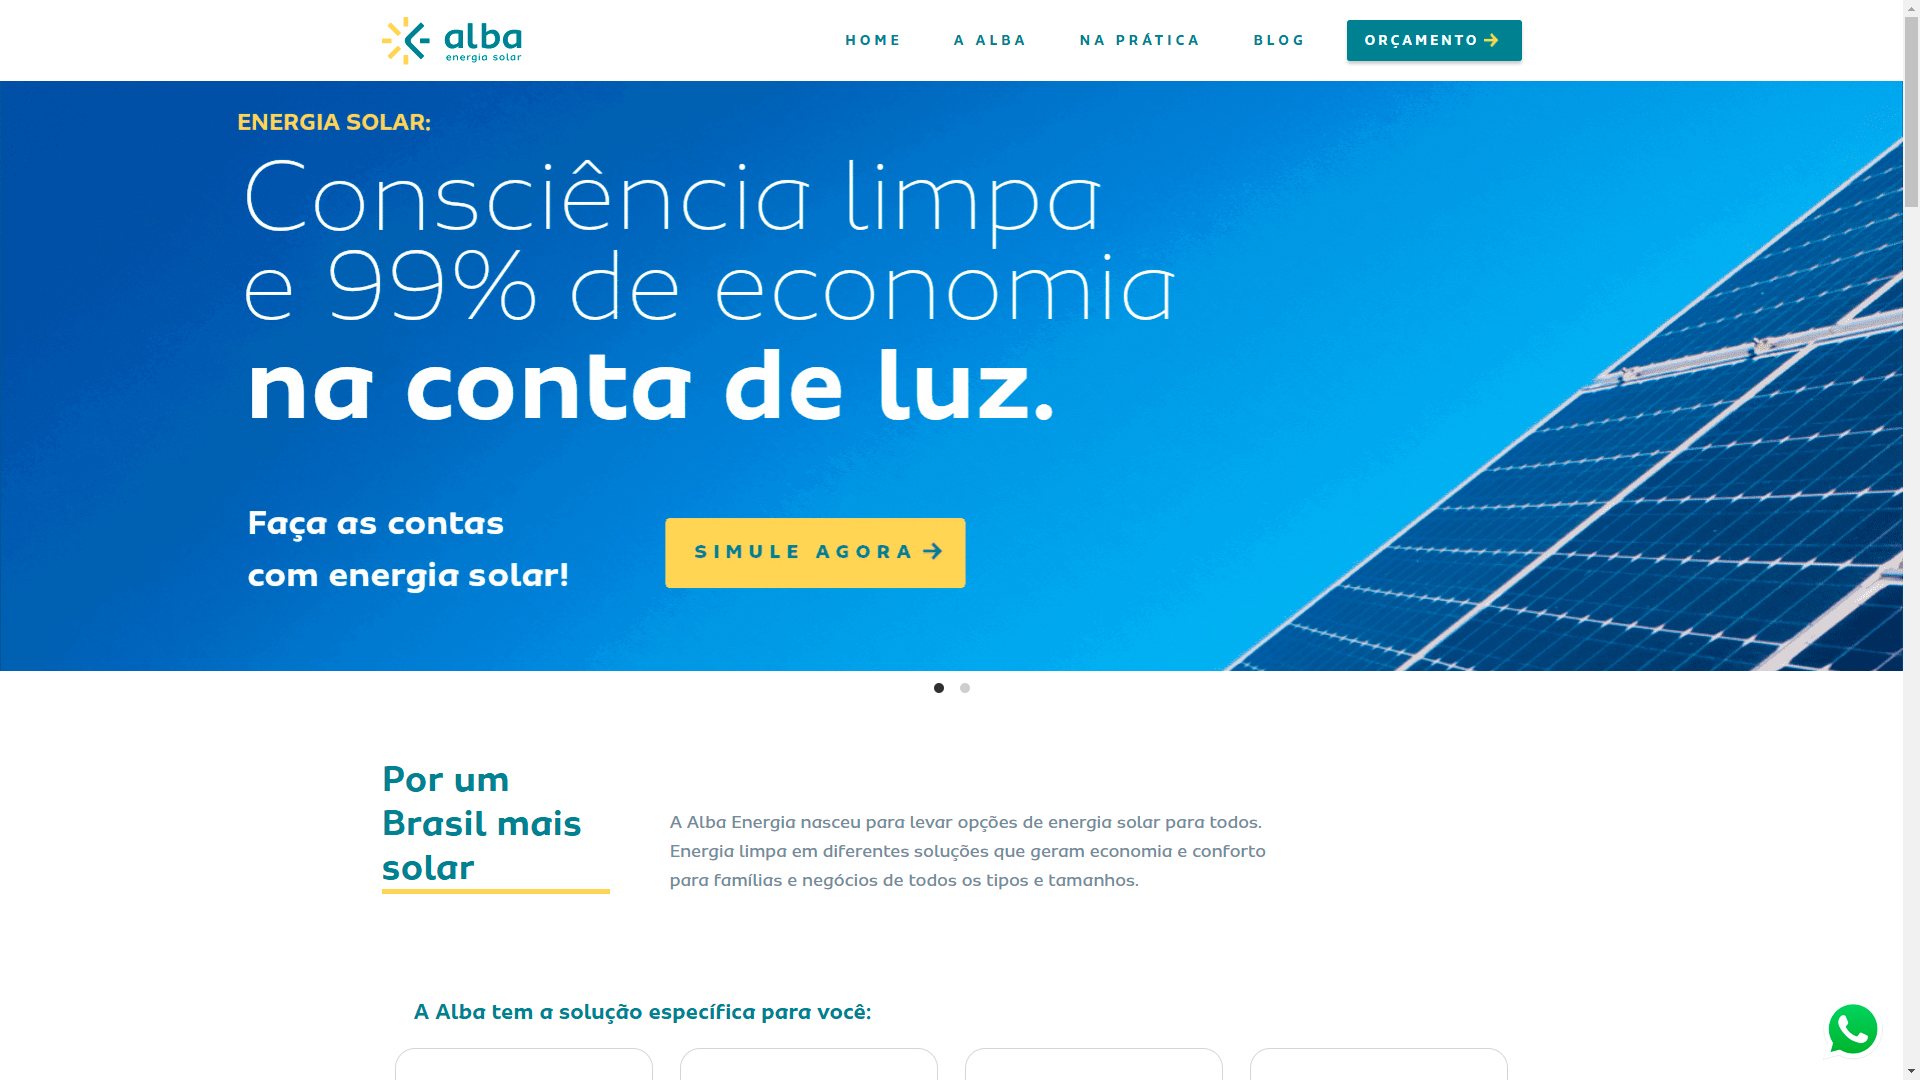 alba
energia solar
HOME
A ALBA
NA PRÁTICA
BLOG
ORÇAMENTO
ENERGIA SOLAR:
Consciência limpa
e 99% de economia
na conta de luz.
Faça as contas
com energia solar!
SIMULE AGORA
Por um
Brasil mais
solar
A Alba Energia nasceu para levar opções de energia solar para todos.
Energia limpa em diferentes soluções que geram economia e conforto
para famílias e negócios de todos os tipos e tamanhos.
A Alba tem a solução específica para você: